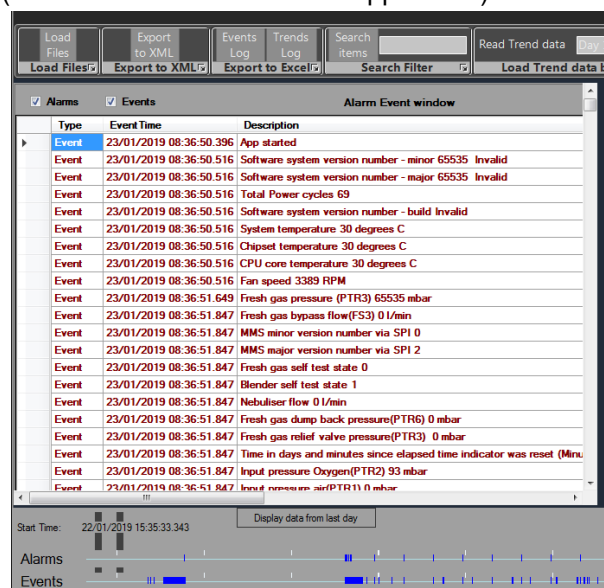 Load Files
Export to XML
Events Log
Trends Log
Search items
Read Trend data
Day
Load Files
Export to XML
Export to Excel
Search Filter
Load Trend data
Alarms
Events
Alarm Event window
Type Event Time Description
Event 23/01/2019 08:36:50.396 App started
Event 23/01/2019 08:36:50.516 Software system version number - minor 65535 Invalid
Event 23/01/2019 08:36:50.516 Software system version number - major 65535 Invalid
Event 23/01/2019 08:36:50.516 Total Power cycles 69
Event 23/01/2019 08:36:50.516 Software system version number - build Invalid
Event 23/01/2019 08:36:50.516 System temperature 30 degrees C
Event 23/01/2019 08:36:50.516 Chipset temperature 30 degrees C
Event 23/01/2019 08:36:50.516 CPU core temperature 30 degrees C
Event 23/01/2019 08:36:50.516 Fan speed 3389 RPM
Event 23/01/2019 08:36:51.649 Fresh gas pressure (PTR3) 65535 mbar
Event 23/01/2019 08:36:51.847 Fresh gas bypass flow(FS3) 0 l/min
Event 23/01/2019 08:36:51.847 MMS minor version number via SPI 0
Event 23/01/2019 08:36:51.847 MMS major version number via SPI 2
Event 23/01/2019 08:36:51.847 Fresh gas self test state 0
Event 23/01/2019 08:36:51.847 Blender self test state 1
Event 23/01/2019 08:36:51.847 Nebuliser flow 0 l/min
Event 23/01/2019 08:36:51.847 Fresh gas dump back pressure(PTR6) 0 mbar
Event 23/01/2019 08:36:51.847 Fresh gas relief valve pressure(PTR3) 0 mbar
Event 23/01/2019 08:36:51.847 Time in days and minutes since elapsed time indicator was reset (Minu
Event 23/01/2019 08:36:51.847 Input pressure Oxygen(PTR2) 93 mbar
Event 23/01/2019 08:36:51.847 Input pressure air(PTR1) 0 mbar
Display data from last day
Start Time: 22/01/2019 15:35:33.343
Alarms
Events